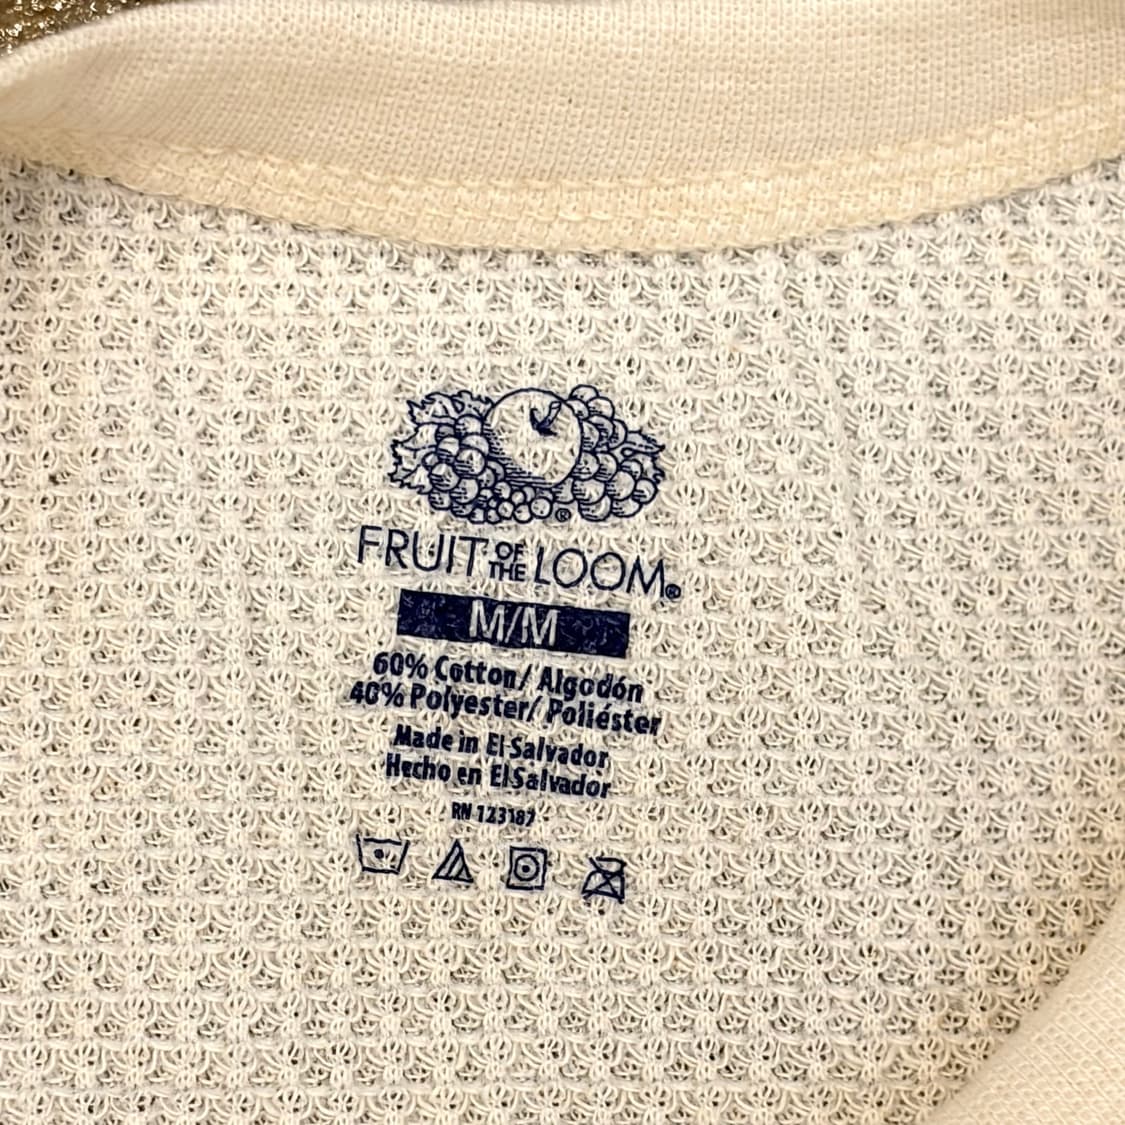 ®
FRUIT OF THE LOOM®
M/M
60% Cotton/ Algodón
40% Polyester/ Poliéster
Made in El Salvador
Hecho en El Salvador
RN 123187